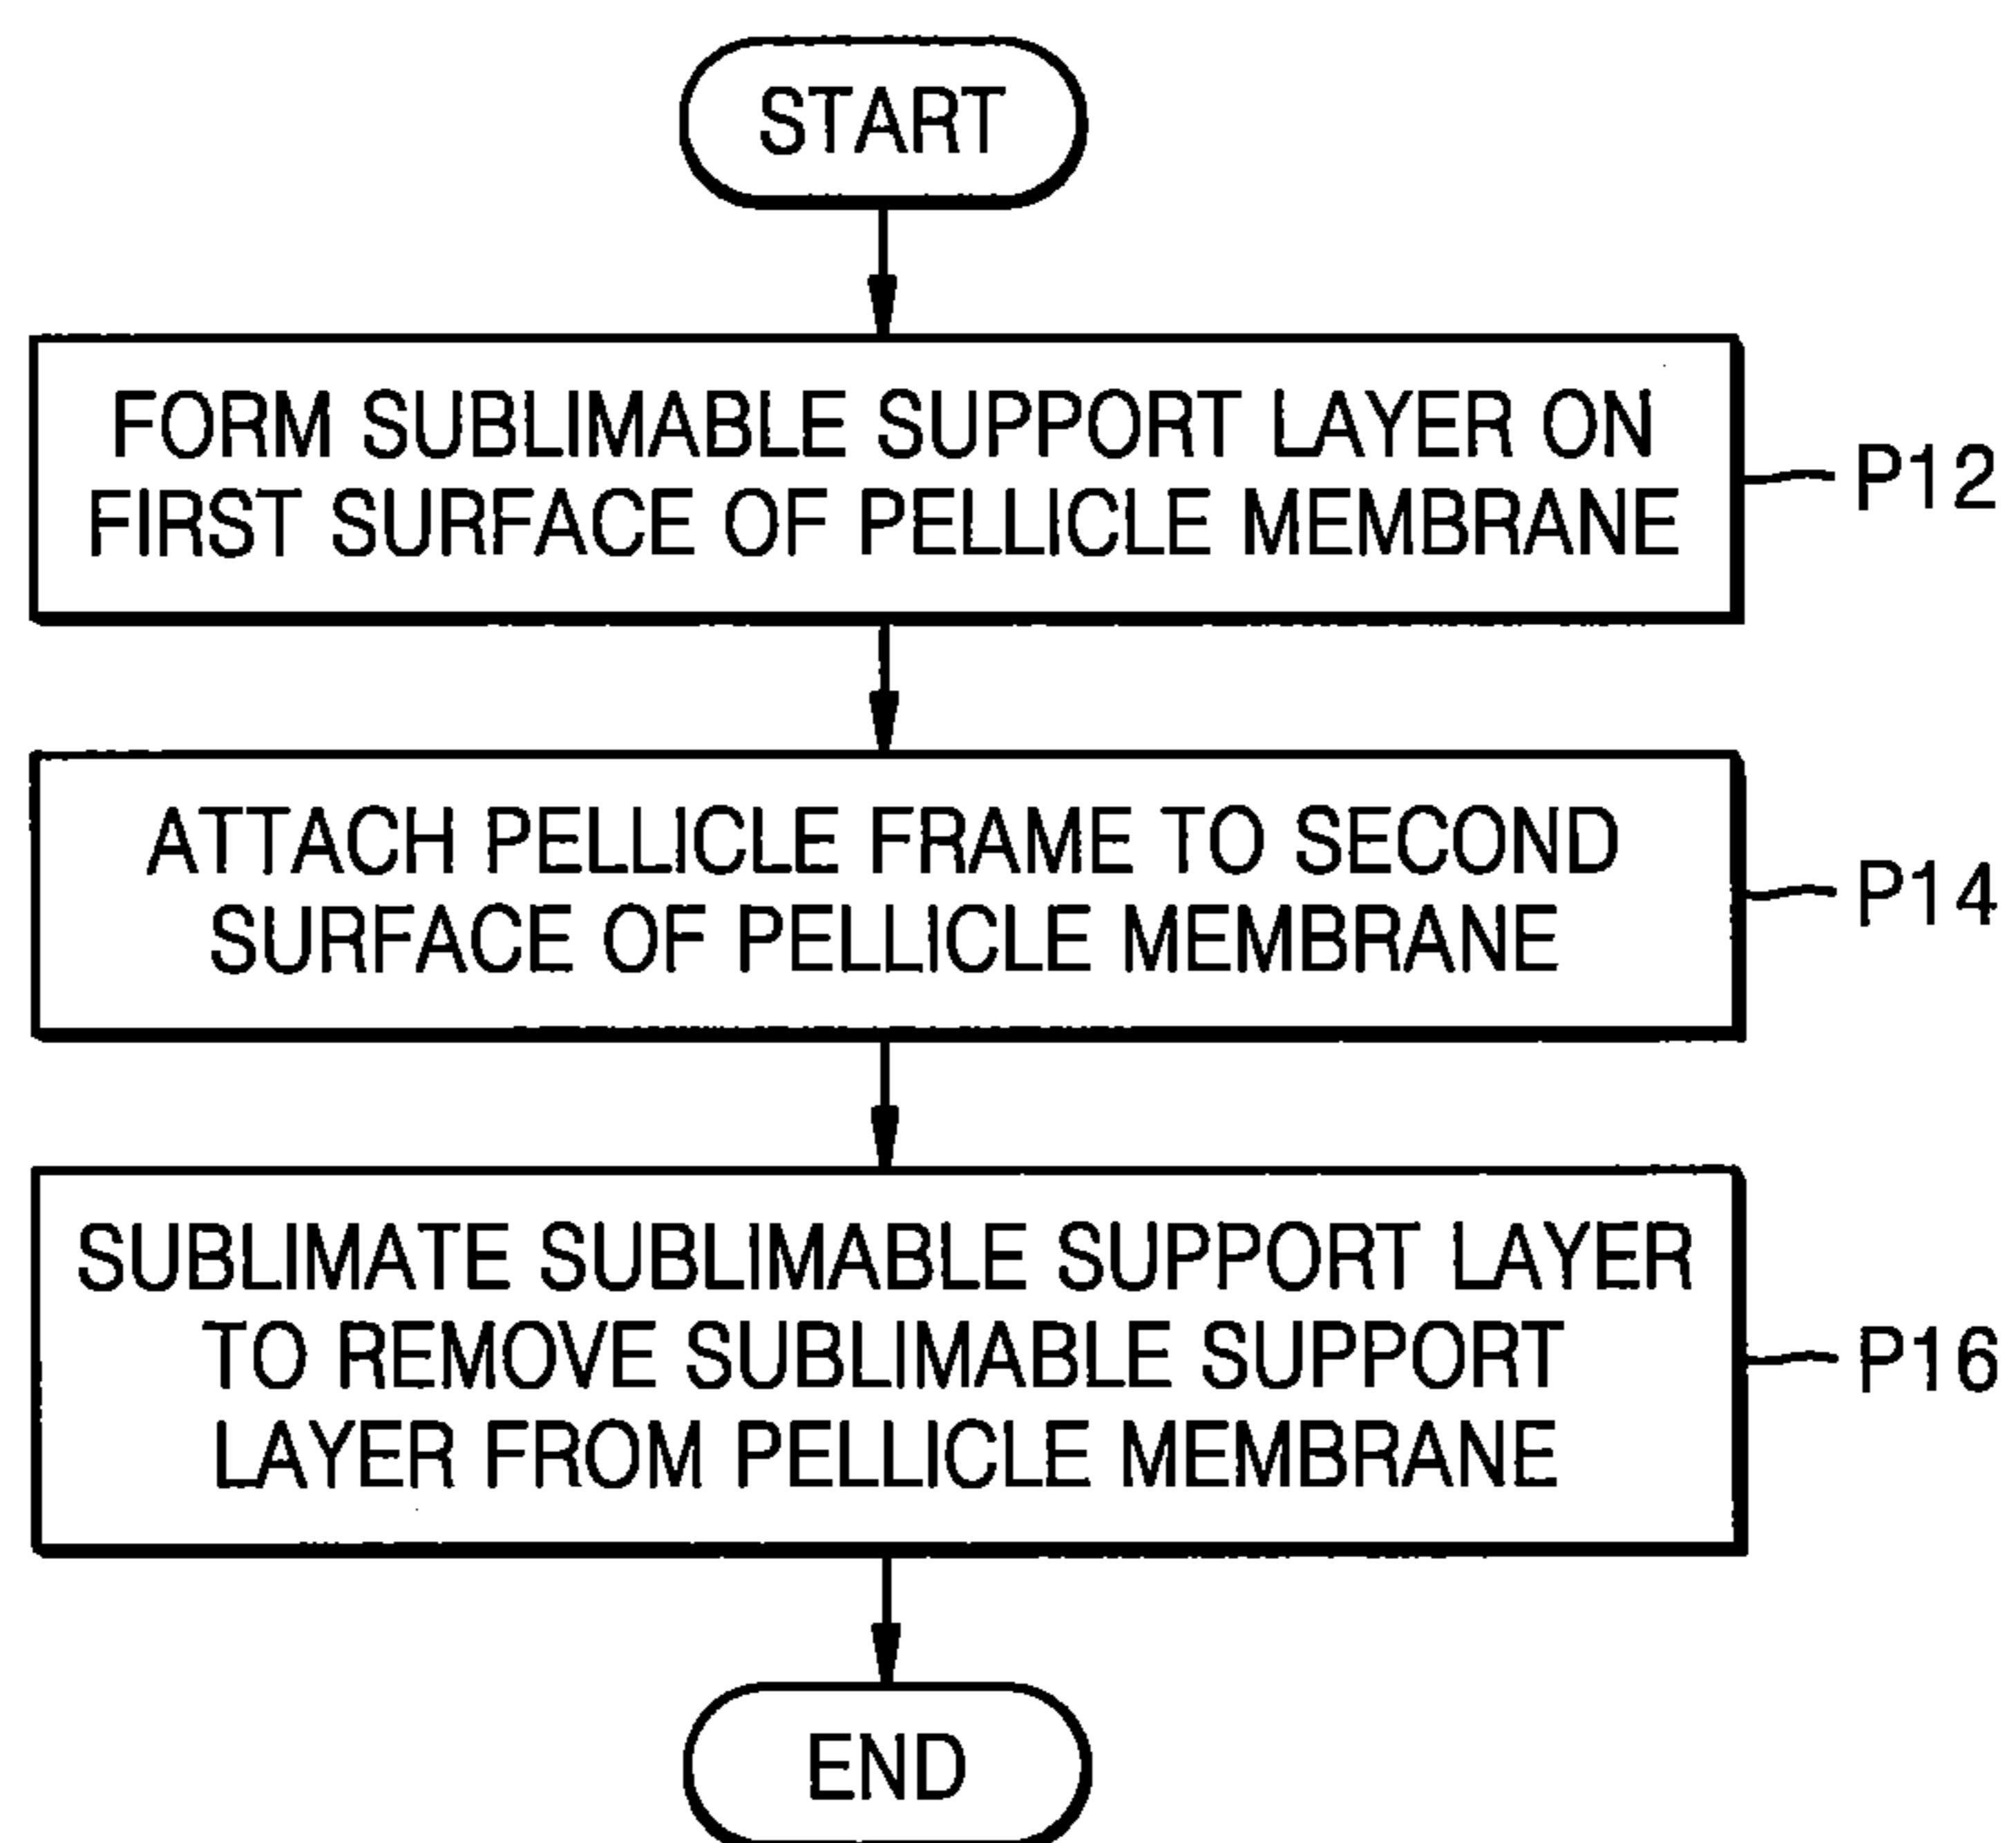 START
FORM SUBLIMABLE SUPPORT LAYER ON
FIRST SURFACE OF PELLICLE MEMBRANE
P12
ATTACH PELLICLE FRAME TO SECOND
SURFACE OF PELLICLE MEMBRANE
P14
SUBLIMATE SUBLIMABLE SUPPORT LAYER
TO REMOVE SUBLIMABLE SUPPORT
LAYER FROM PELLICLE MEMBRANE
P16
END